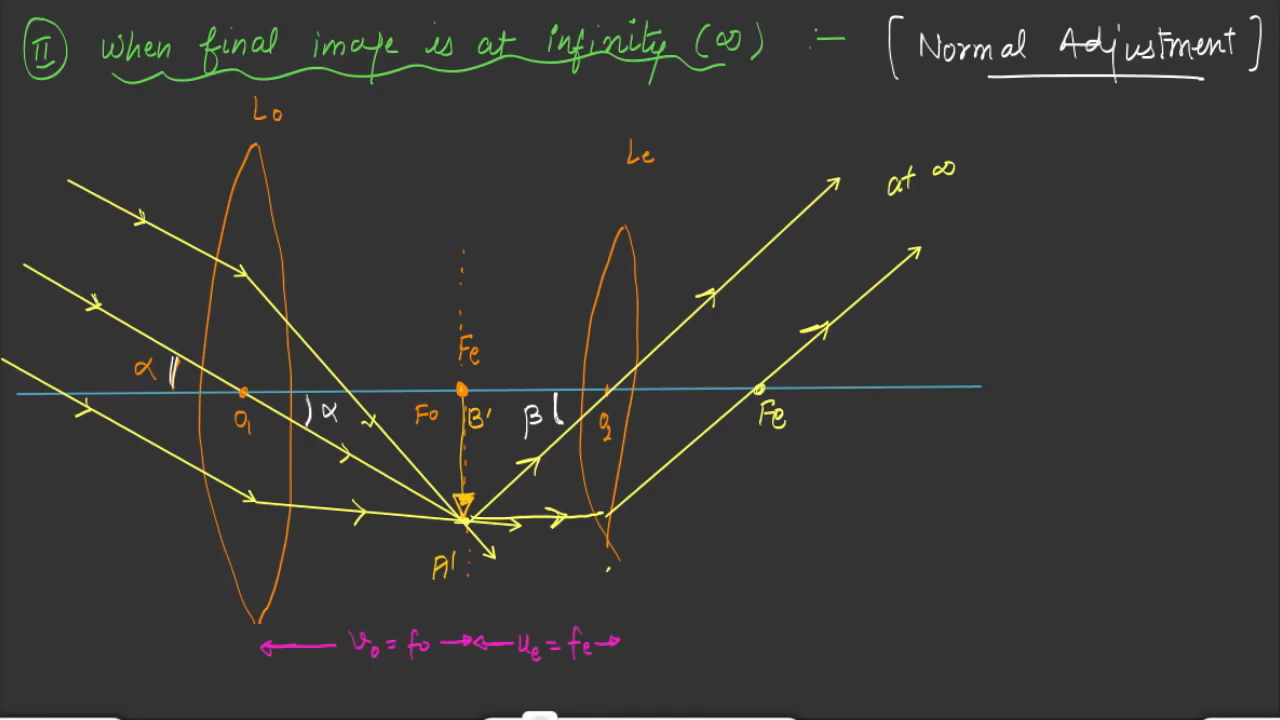 II when final image is at infinity (∞) :- [Normal Adjustment]
Lo
Le
at ∞
Fe
α
O1
α
Fo
B'
β
O2
Fe
A'
vo = fo
ue = fe